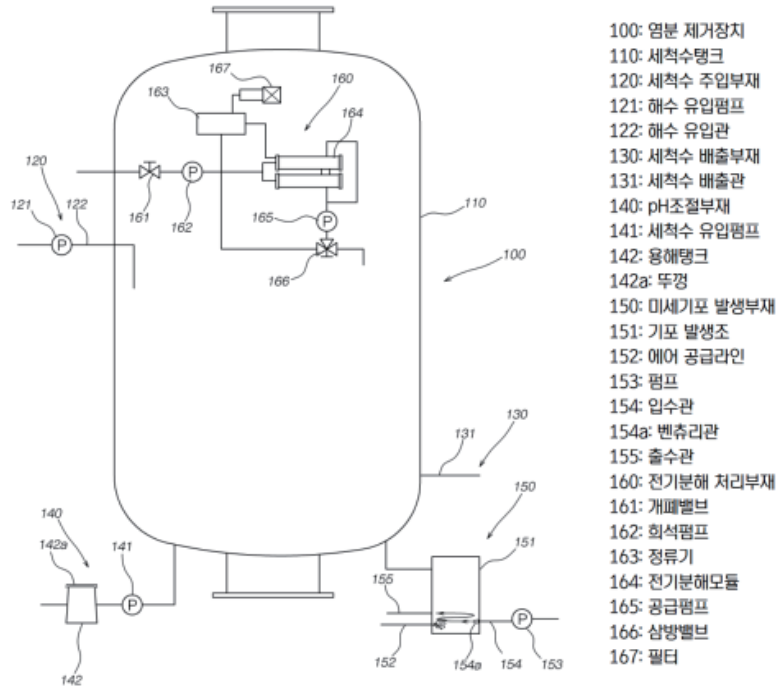 167
160
163
164
120
161
162
165
110
121
122
P
P
P
166
100
130
131
150
140
142a
141
151
P
155
P
152
154a
154
153
142
100: 염분 제거장치
110: 세척수탱크
120: 세척수 주입부재
121: 해수 유입펌프
122: 해수 유입관
130: 세척수 배출부재
131: 세척수 배출관
140: pH조절부재
141: 세척수 유입펌프
142: 용해탱크
142a: 뚜껑
150: 미세기포 발생부재
151: 기포 발생조
152: 에어 공급라인
153: 펌프
154: 입수관
154a: 벤츄리관
155: 출수관
160: 전기분해 처리부재
161: 개폐밸브
162: 희석펌프
163: 정류기
164: 전기분해모듈
165: 공급펌프
166: 삼방밸브
167: 필터